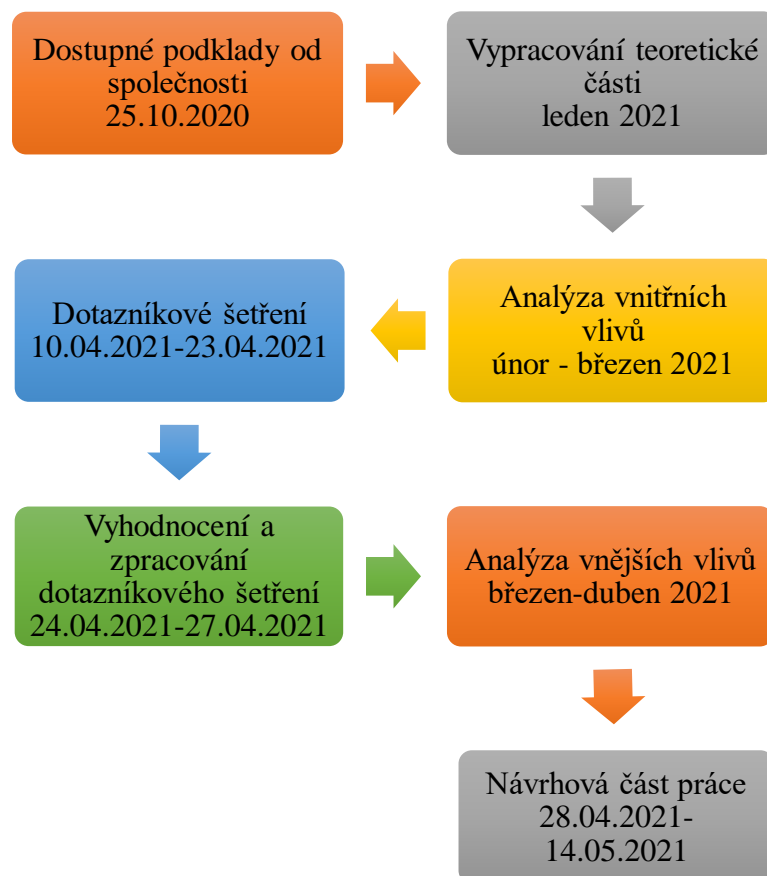 Dostupné podklady od
společnosti
25.10.2020
Vypracování teoretické
části
leden 2021
Analýza vnitřních
vlivů
únor - březen 2021
Dotazníkové šetření
10.04.2021-23.04.2021
Vyhodnocení a
zpracování
dotazníkového šetření
24.04.2021-27.04.2021
Analýza vnějších vlivů
březen-duben 2021
Návrhová část práce
28.04.2021-
14.05.2021